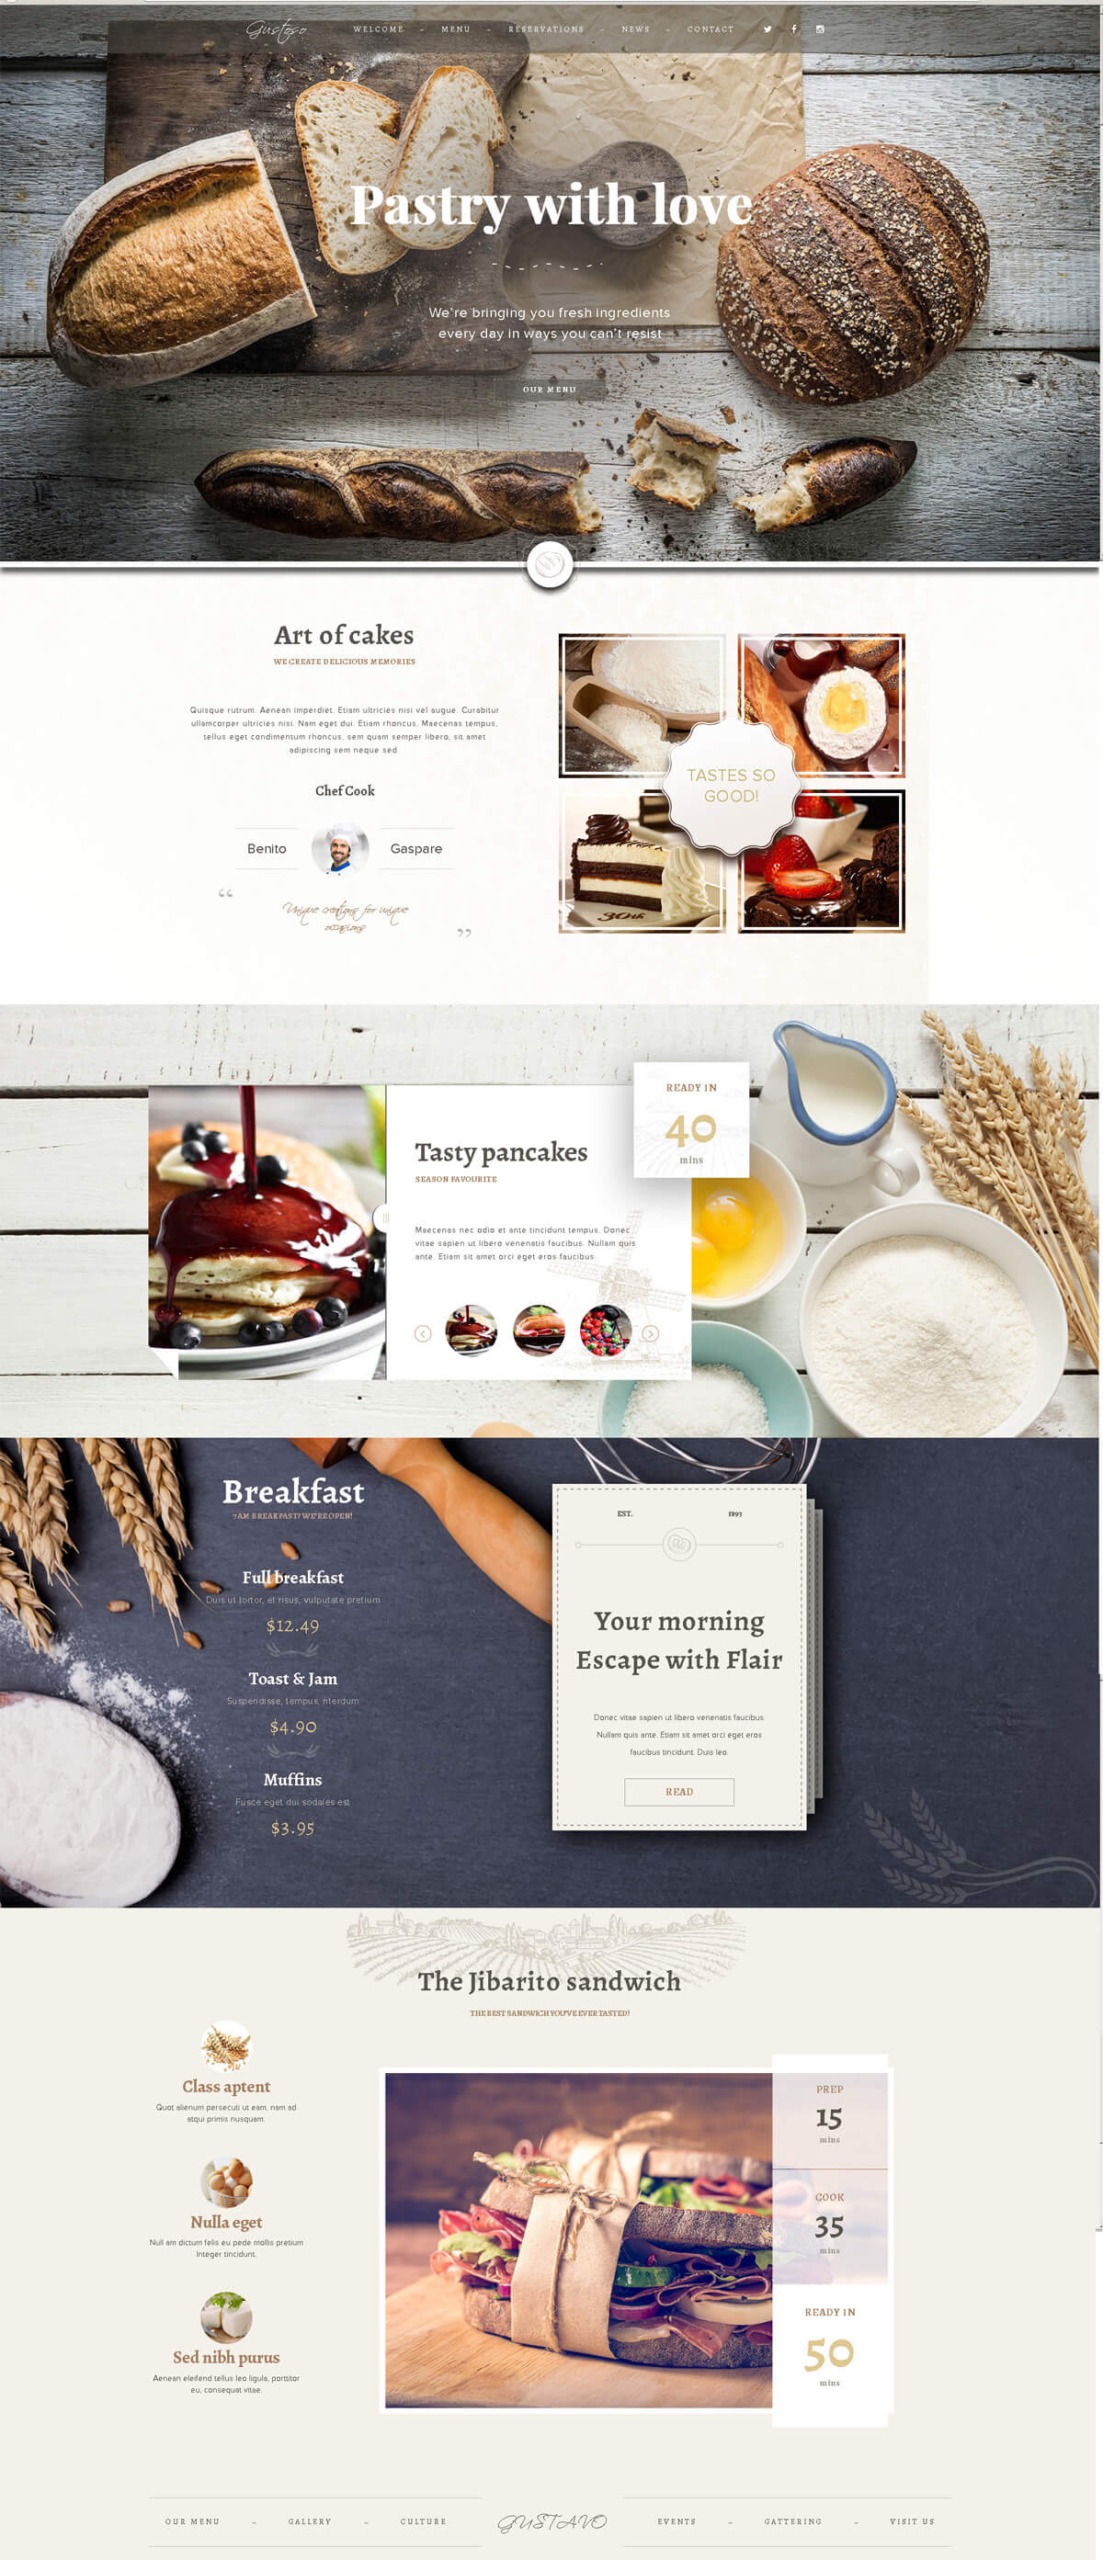 Gustoso
WELCOME – MENU – RESERVATIONS – NEWS – CONTACT
Pastry with love
We're bringing you fresh ingredients
every day in ways you can't resist
OUR MENU
Art of cakes
WE CREATE DELICIOUS MEMORIES
Quisque rutrum. Aenean imperdiet. Etiam ultricies nisi vel augue. Curabitur
ullamcorper ultricies nisi. Nam eget dui. Etiam rhoncus. Maecenas tempus,
tellus eget condimentum rhoncus, sem quam semper libero, sit amet
adipiscing sem neque sed
Chef Cook
Benito
Gaspare
“
Unique creations for unique
occasions
”
TASTES SO
GOOD!
Tasty pancakes
SEASON FAVOURITE
Maecenas nec odio et ante tincidunt tempus. Donec
vitae sapien ut libero venenatis faucibus. Nullam quis
ante. Etiam sit amet orci eget eros faucibus.
READY IN
40
mins
Breakfast
7AM BREAKFAST? WE'RE OPEN!
Full breakfast
Duis ut tortor, et risus, vulputate pretium
$12.49
Toast & Jam
Suspendisse, tempus, nterdum
$4.90
Muffins
Fusce eget dui sodales est
$3.95
EST. 1893
Your morning
Escape with Flair
Donec vitae sapien ut libero venenatis faucibus.
Nullam quis ante. Etiam sit amet orci eget eros
faucibus tincidunt. Duis leo.
READ
The Jibarito sandwich
THE BEST SANDWICH YOU'VE EVER TASTED!
Class aptent
Quot alienum persecuti ut eam, nam ad
atqui primis nusquam.
Nulla eget
Null am dictum felis eu pede mollis pretium
Integer tincidunt.
Sed nibh purus
Aenean eleifend tellus leo ligula, porttitor
eu, consequat vitae.
PREP
15
mins
COOK
35
mins
READY IN
50
mins
OUR MENU – GALLERY – CULTURE
GUSTAVO
EVENTS – GATTERING – VISIT US